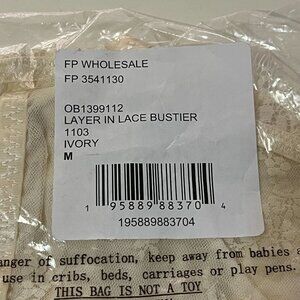 FP WHOLESALE
FP 3541130
OB1399112
LAYER IN LACE BUSTIER
1103
IVORY
M
1 95889 88370 4
195889883704
anger of suffocation, keep away from babies a
use in cribs, beds, carriages or play pens.
THIS BAG IS NOT A TOY